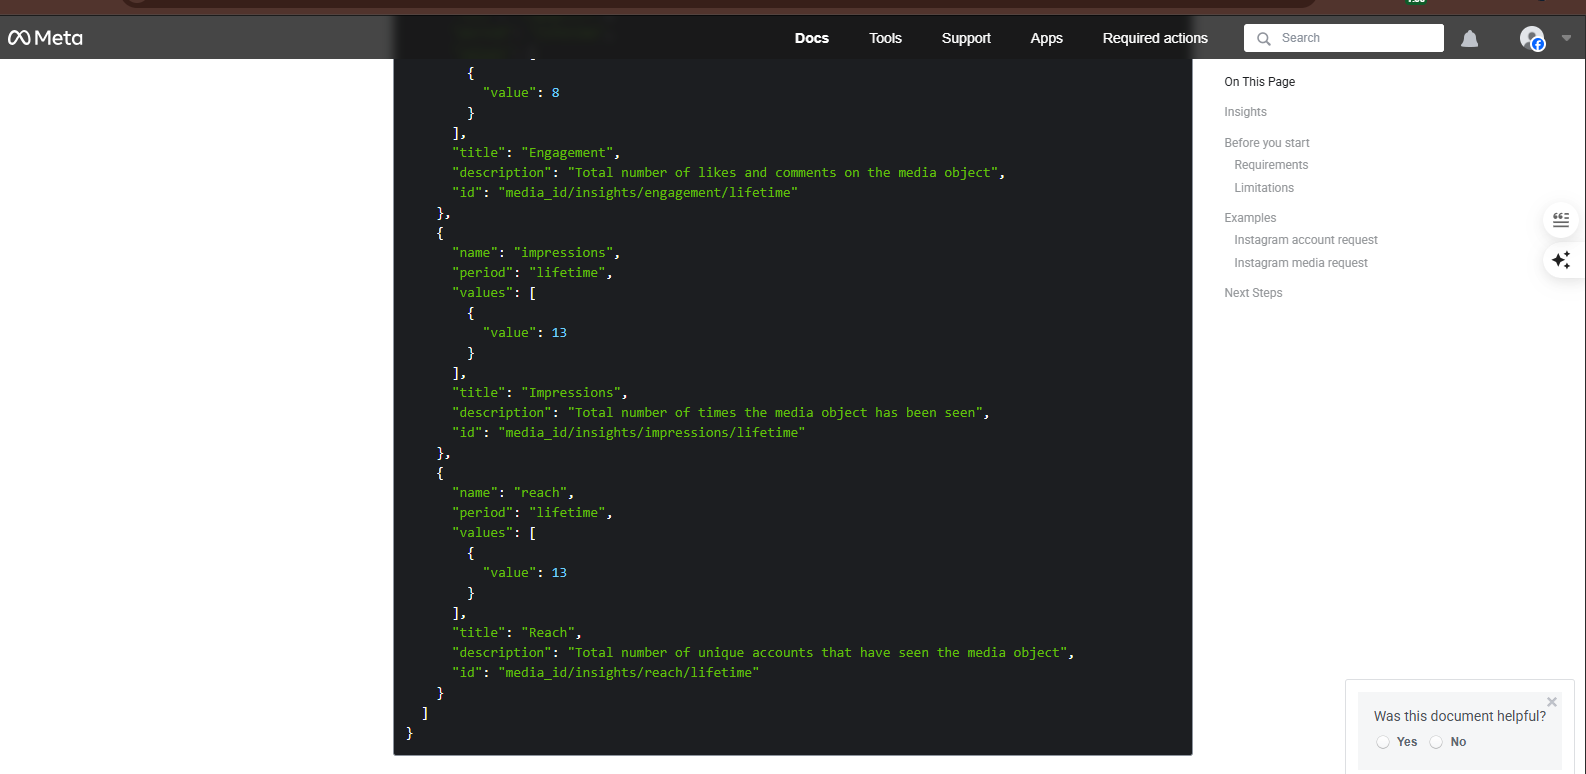 Meta
Docs
Tools
Support
Apps
Required actions
Search
[
{
"value": 8
}
],
"title": "Engagement",
"description": "Total number of likes and comments on the media object",
"id": "media_id/insights/engagement/lifetime"
},
{
"name": "impressions",
"period": "lifetime",
"values": [
{
"value": 13
}
],
"title": "Impressions",
"description": "Total number of times the media object has been seen",
"id": "media_id/insights/impressions/lifetime"
},
{
"name": "reach",
"period": "lifetime",
"values": [
{
"value": 13
}
],
"title": "Reach",
"description": "Total number of unique accounts that have seen the media object",
"id": "media_id/insights/reach/lifetime"
}
]
}
On This Page
Insights
Before you start
Requirements
Limitations
Examples
Instagram account request
Instagram media request
Next Steps
Was this document helpful?
Yes No